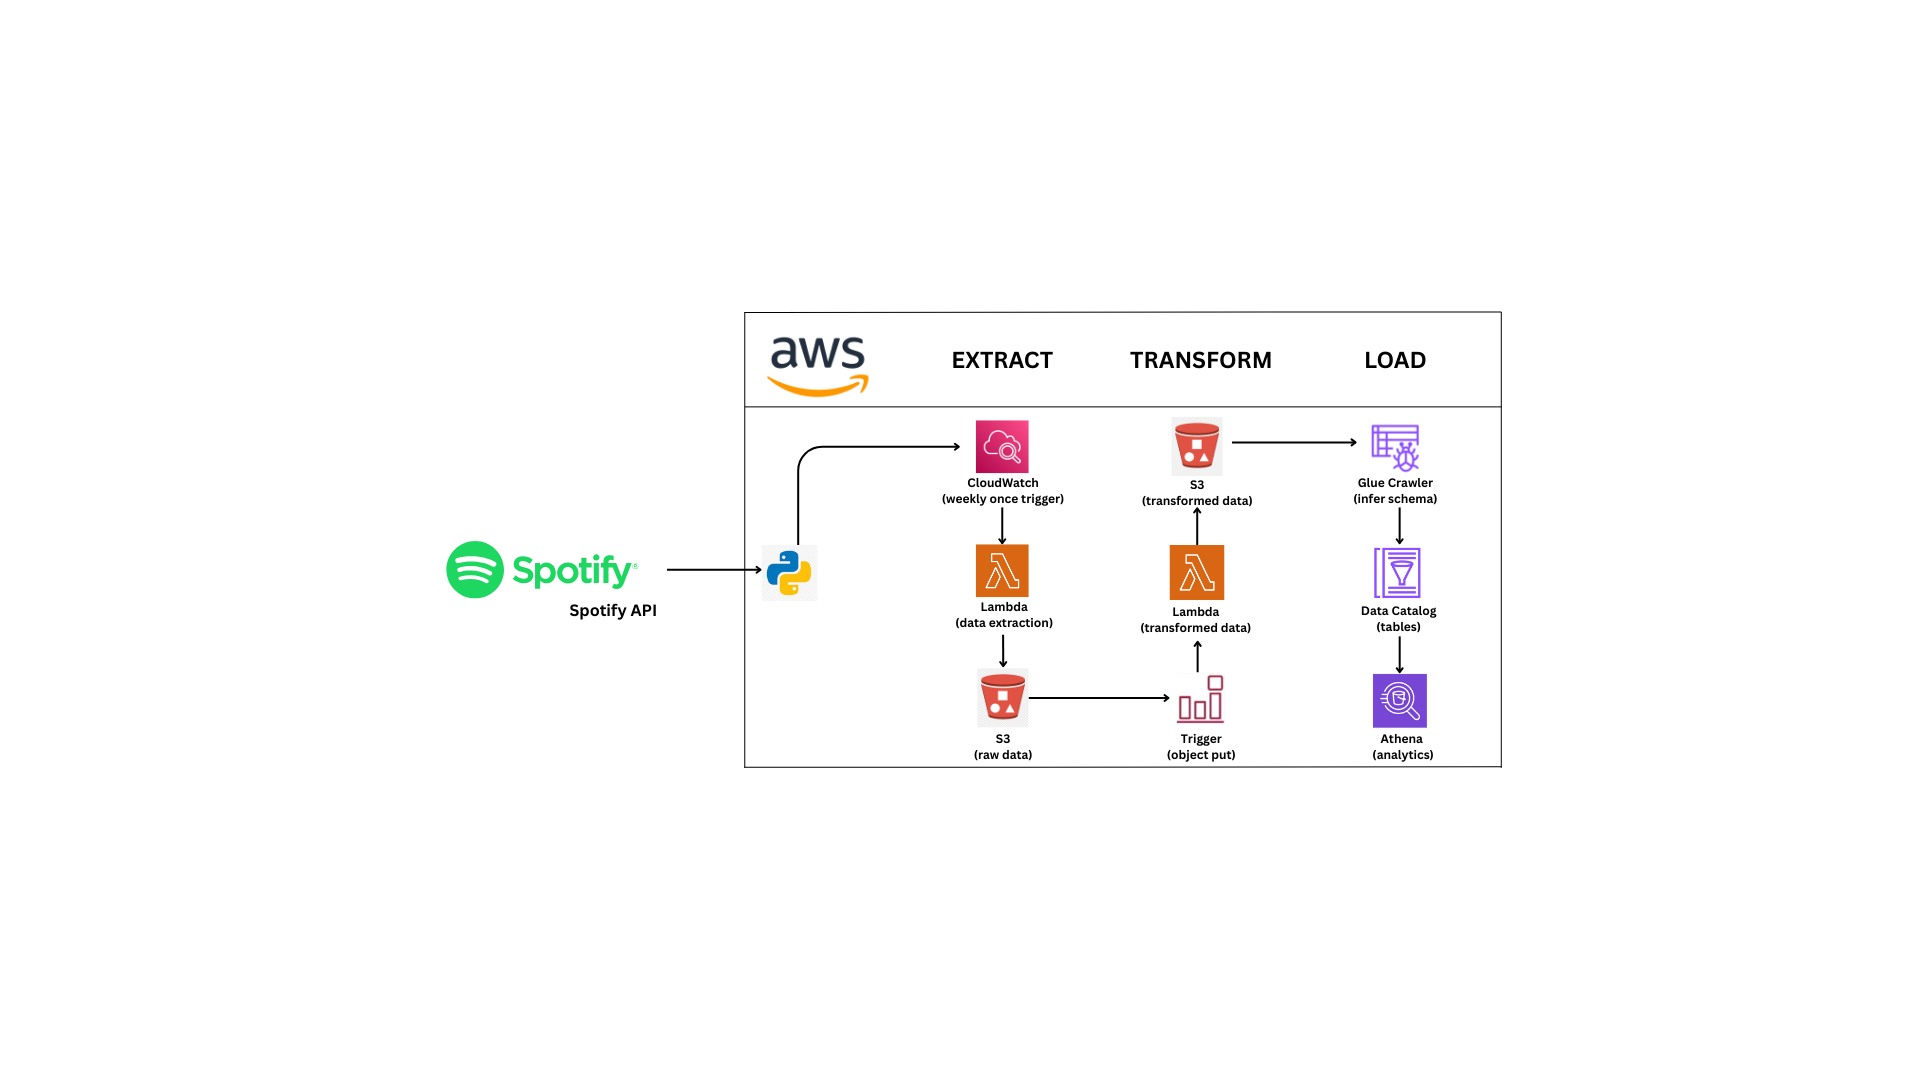 aws
EXTRACT
TRANSFORM
LOAD
Spotify®
Spotify API
CloudWatch
(weekly once trigger)
Lambda
(data extraction)
S3
(raw data)
S3
(transformed data)
Lambda
(transformed data)
Trigger
(object put)
Glue Crawler
(infer schema)
Data Catalog
(tables)
Athena
(analytics)